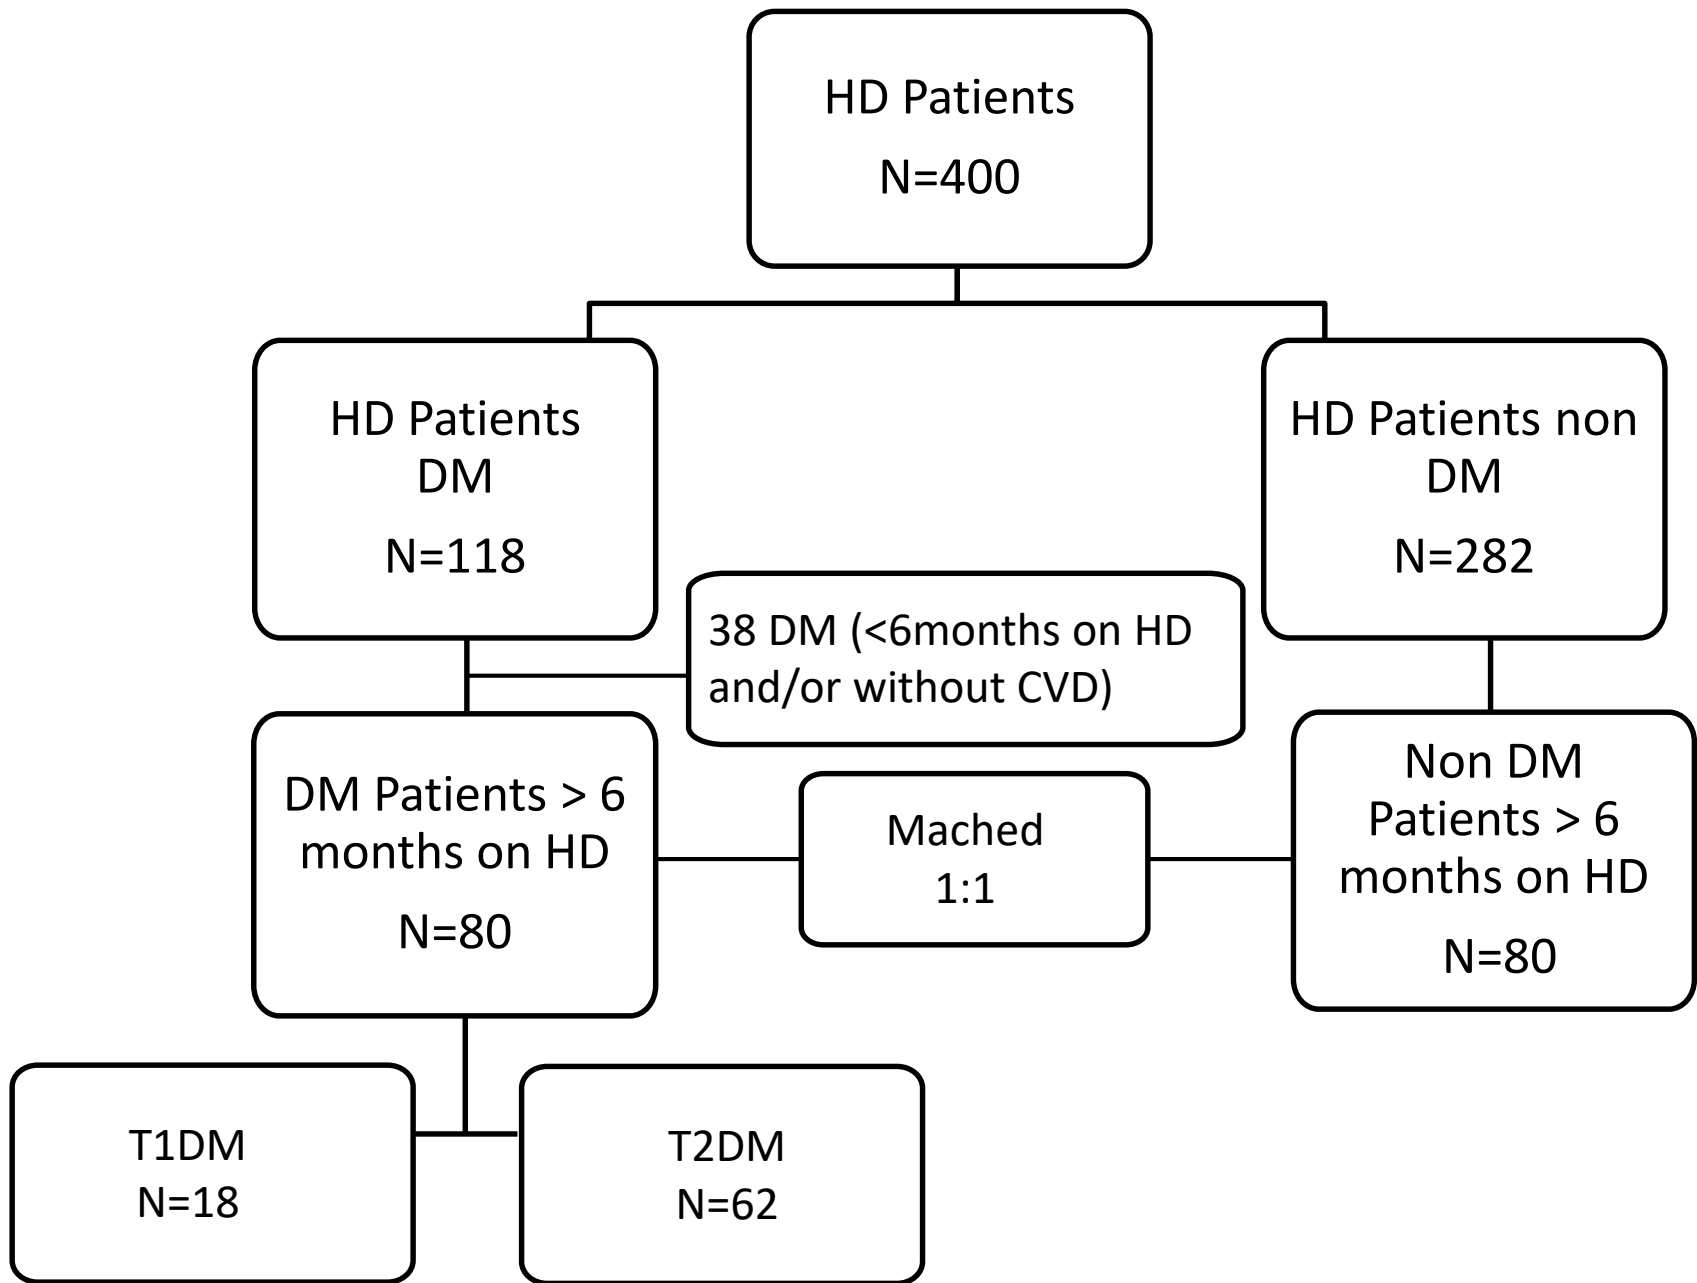 HD Patients
N=400
HD Patients
DM
N=118
HD Patients non
DM
N=282
38 DM (<6months on HD
and/or without CVD)
DM Patients > 6
months on HD
N=80
Mached
1:1
Non DM
Patients > 6
months on HD
N=80
T1DM
N=18
T2DM
N=62